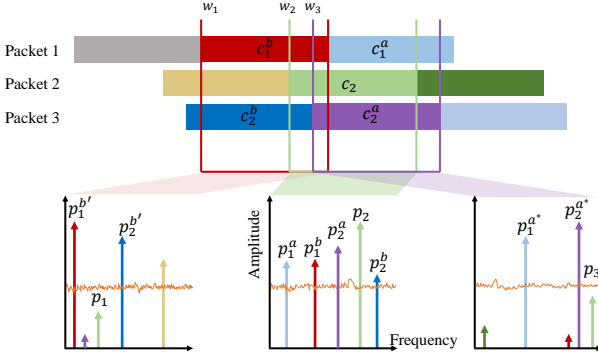 w₁ w₂ w₃
Packet 1 c₁ᵇ c₁ᵃ
Packet 2 c₂
Packet 3 c₂ᵇ c₂ᵃ
p₁ᵇ′ p₂ᵇ′ p₁
Amplitude p₁ᵃ p₁ᵇ p₂ᵃ p₂ p₂ᵇ
Frequency
p₁ᵃ* p₂ᵃ* p₃